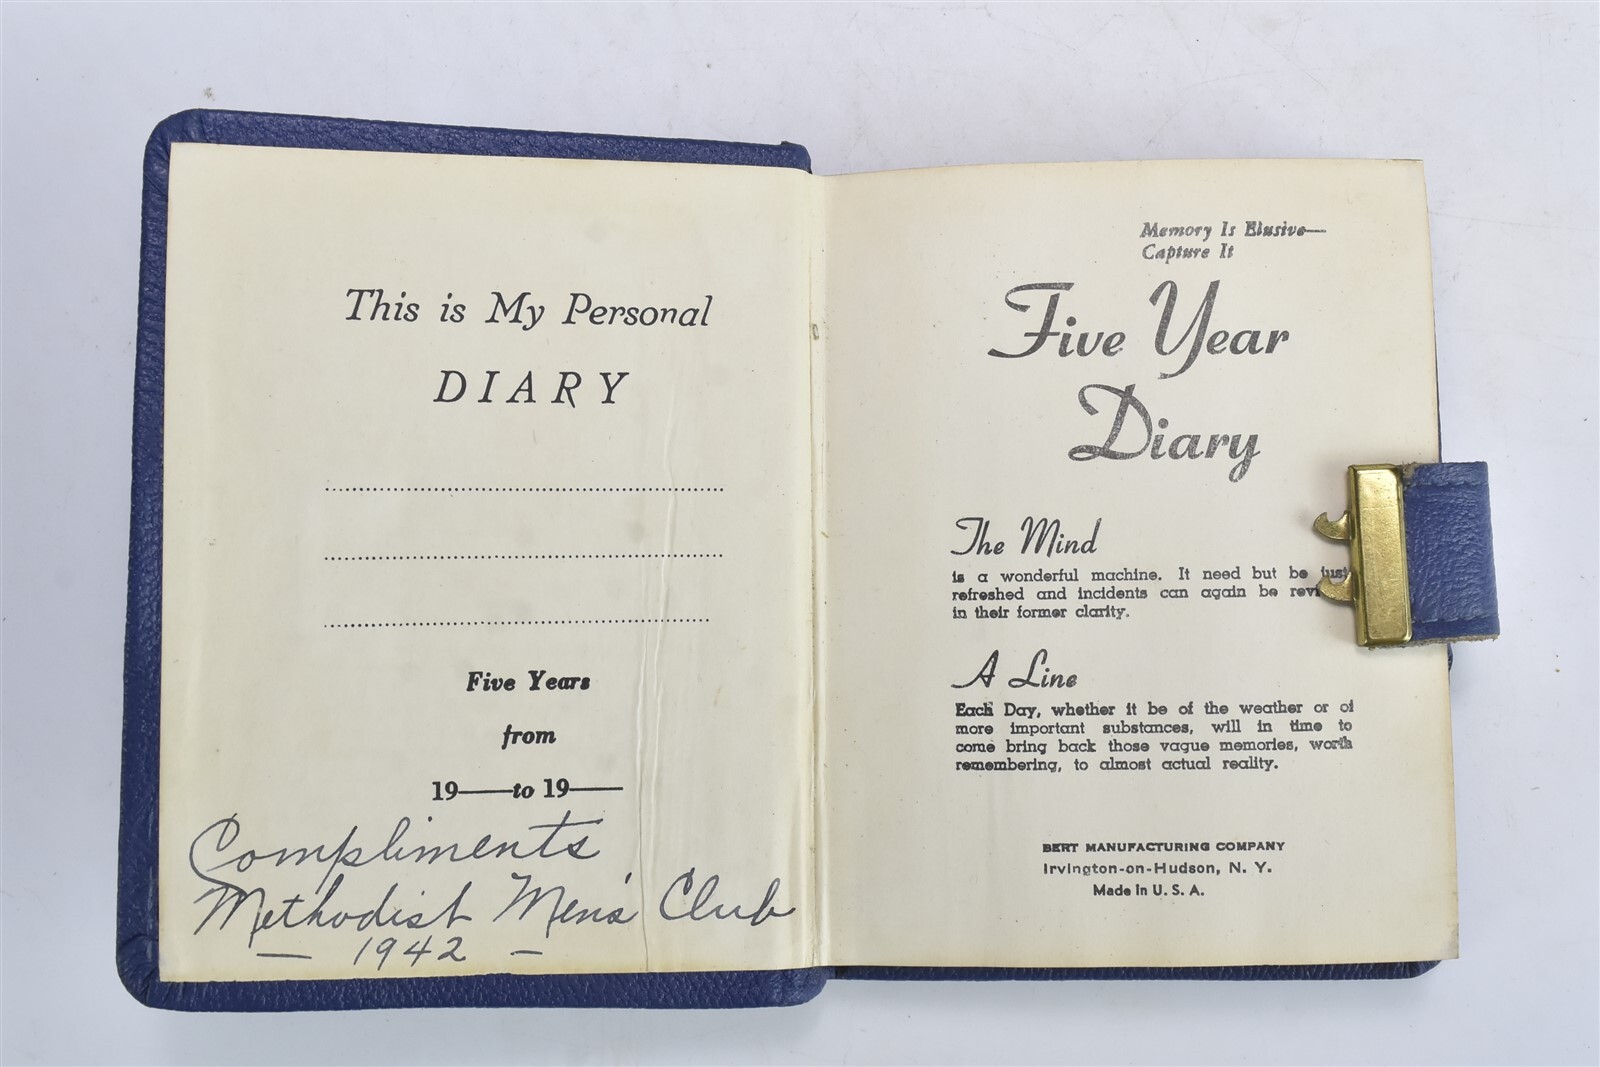 This is My Personal
DIARY
Five Years
from
19——to 19——
Compliments
Methodist Men's Club
— 1942 —
Memory Is Elusive—
Capture It
Five Year
Diary
The Mind
is a wonderful machine. It need but be just
refreshed and incidents can again be
in their former clarity.
A Line
Each Day, whether it be of the weather or of
more important substances, will in time to
come bring back those vague memories, worth
remembering, to almost actual reality.
BERT MANUFACTURING COMPANY
Irvington-on-Hudson, N. Y.
Made in U. S. A.